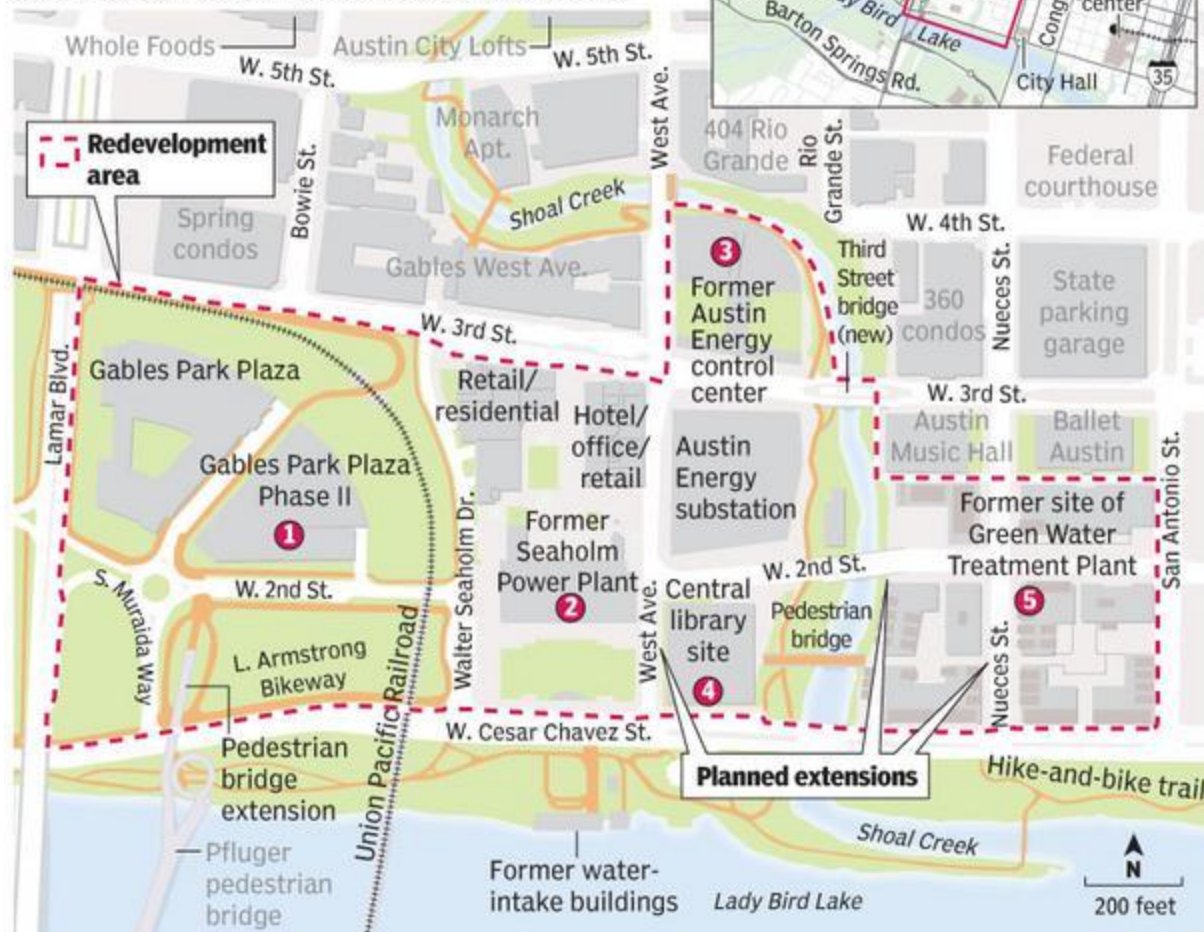 center
Cong
Bird
Lake
Barton Springs Rd.
City Hall
35
Whole Foods
Austin City Lofts
W. 5th St.
W. 5th St.
West Ave.
Monarch
Apt.
404 Rio
Grande
Rio
Grande St.
Federal
courthouse
Redevelopment
area
Bowie St.
Spring
condos
Shoal Creek
Gables West Ave.
W. 4th St.
3
Former
Austin
Energy
control
center
Third
Street
bridge
(new)
360
condos
Nueces St.
State
parking
garage
W. 3rd St.
W. 3rd St.
Lamar Blvd.
Gables Park Plaza
Retail/
residential
Hotel/
office/
retail
Austin
Energy
substation
Austin
Music Hall
Ballet
Austin
San Antonio St.
Gables Park Plaza
Phase II
1
Walter Seaholm Dr.
Former
Seaholm
Power Plant
2
Former site of
Green Water
Treatment Plant
5
W. 2nd St.
W. 2nd St.
S. Muraida Way
L. Armstrong
Bikeway
Union Pacific Railroad
West Ave.
Central
library
site
4
Pedestrian
bridge
Nueces St.
W. Cesar Chavez St.
Planned extensions
Pedestrian
bridge
extension
Hike-and-bike trail
Pfluger
pedestrian
bridge
Former water-
intake buildings
Shoal Creek
Lady Bird Lake
N
200 feet